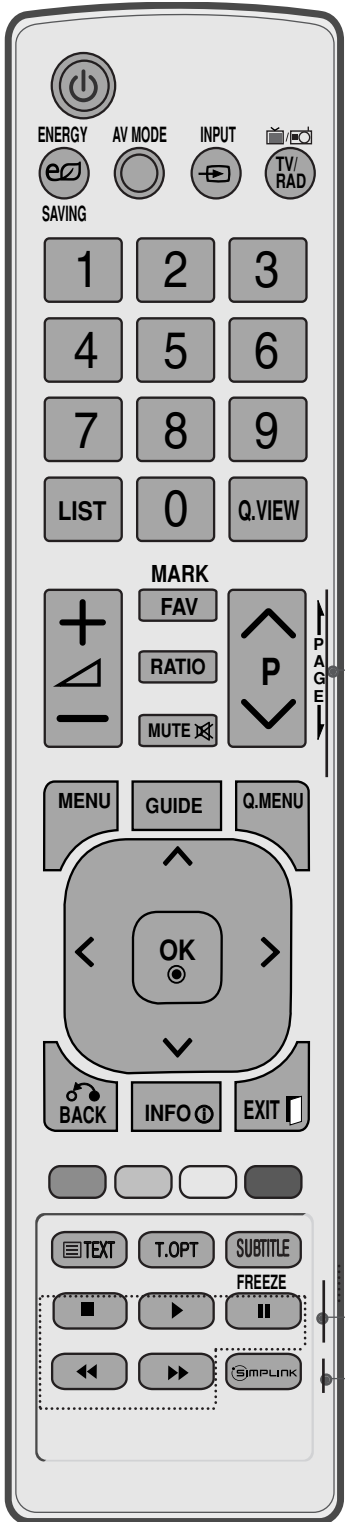 ENERGY AV MODE INPUT
TV/
RAD
SAVING
1 2 3
4 5 6
7 8 9
LIST 0 Q.VIEW
MARK
FAV
RATIO
P
PAGE
MUTE
MENU GUIDE Q.MENU
OK
BACK INFO EXIT
TEXT T.OPT SUBTITLE
FREEZE
SIMPLINK